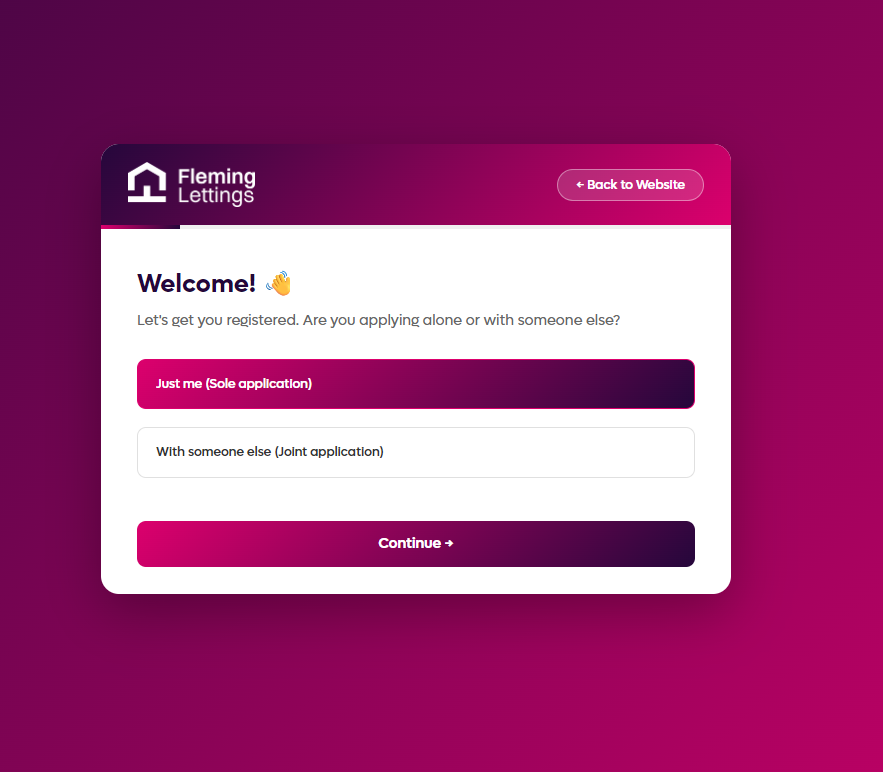 Fleming
Lettings
← Back to Website
Welcome! 👋
Let's get you registered. Are you applying alone or with someone else?
Just me (Sole application)
With someone else (Joint application)
Continue →